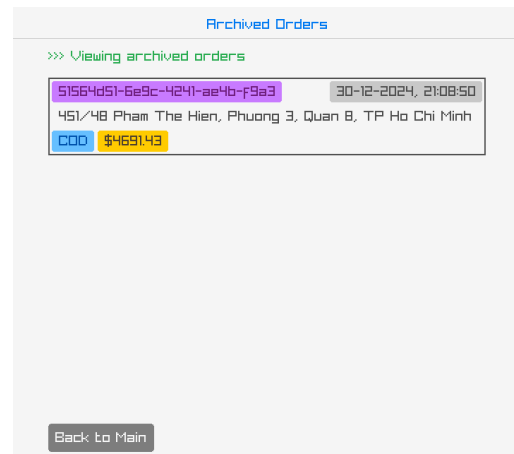 Archived Orders
>>> Viewing archived orders
51564d51-6e9c-4241-ae4b-f9a3 30-12-2024, 21:08:50
451/48 Pham The Hien, Phuong 3, Quan 8, TP Ho Chi Minh
COD $4691.43
Back to Main